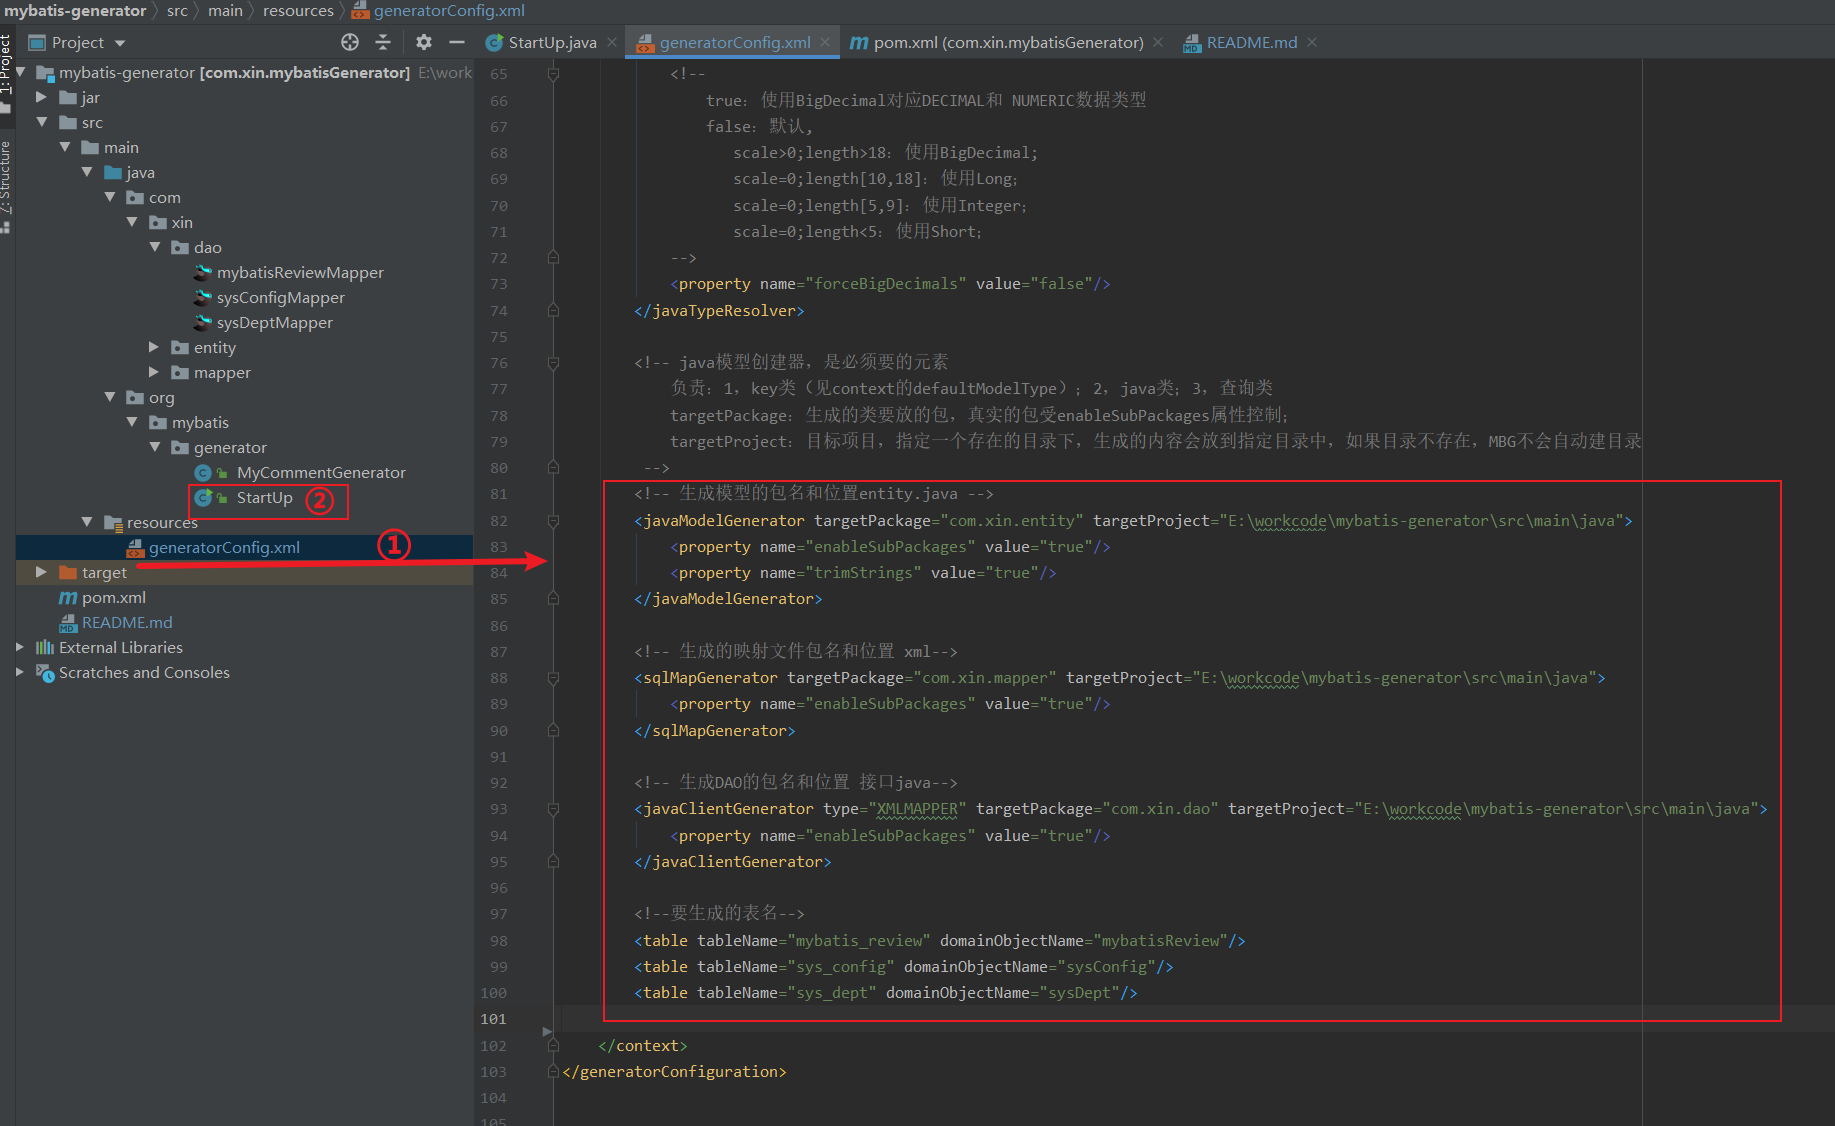 mybatis-generator src main resources generatorConfig.xml
Project
StartUp.java
generatorConfig.xml
pom.xml (com.xin.mybatisGenerator)
README.md
1: Project
7: Structure
mybatis-generator [com.xin.mybatisGenerator] E:\work
jar
src
main
java
com
xin
dao
mybatisReviewMapper
sysConfigMapper
sysDeptMapper
entity
mapper
org
mybatis
generator
MyCommentGenerator
StartUp ②
resources
generatorConfig.xml ①
target
pom.xml
README.md
External Libraries
Scratches and Consoles
65 <!--
66 true：使用BigDecimal对应DECIMAL和 NUMERIC数据类型
67 false：默认,
68 scale>0;length>18：使用BigDecimal;
69 scale=0;length[10,18]：使用Long；
70 scale=0;length[5,9]：使用Integer；
71 scale=0;length<5：使用Short；
72 -->
73 <property name="forceBigDecimals" value="false"/>
74 </javaTypeResolver>
75
76 <!-- java模型创建器，是必须要的元素
77 负责：1，key类（见context的defaultModelType）；2，java类；3，查询类
78 targetPackage：生成的类要放的包，真实的包受enableSubPackages属性控制；
79 targetProject：目标项目，指定一个存在的目录下，生成的内容会放到指定目录中，如果目录不存在，MBG不会自动建目录
80 -->
81 <!-- 生成模型的包名和位置entity.java -->
82 <javaModelGenerator targetPackage="com.xin.entity" targetProject="E:\workcode\mybatis-generator\src\main\java">
83 <property name="enableSubPackages" value="true"/>
84 <property name="trimStrings" value="true"/>
85 </javaModelGenerator>
86
87 <!-- 生成的映射文件包名和位置 xml-->
88 <sqlMapGenerator targetPackage="com.xin.mapper" targetProject="E:\workcode\mybatis-generator\src\main\java">
89 <property name="enableSubPackages" value="true"/>
90 </sqlMapGenerator>
91
92 <!-- 生成DAO的包名和位置 接口java-->
93 <javaClientGenerator type="XMLMAPPER" targetPackage="com.xin.dao" targetProject="E:\workcode\mybatis-generator\src\main\java">
94 <property name="enableSubPackages" value="true"/>
95 </javaClientGenerator>
96
97 <!--要生成的表名-->
98 <table tableName="mybatis_review" domainObjectName="mybatisReview"/>
99 <table tableName="sys_config" domainObjectName="sysConfig"/>
100 <table tableName="sys_dept" domainObjectName="sysDept"/>
101
102 </context>
103 </generatorConfiguration>
104
105